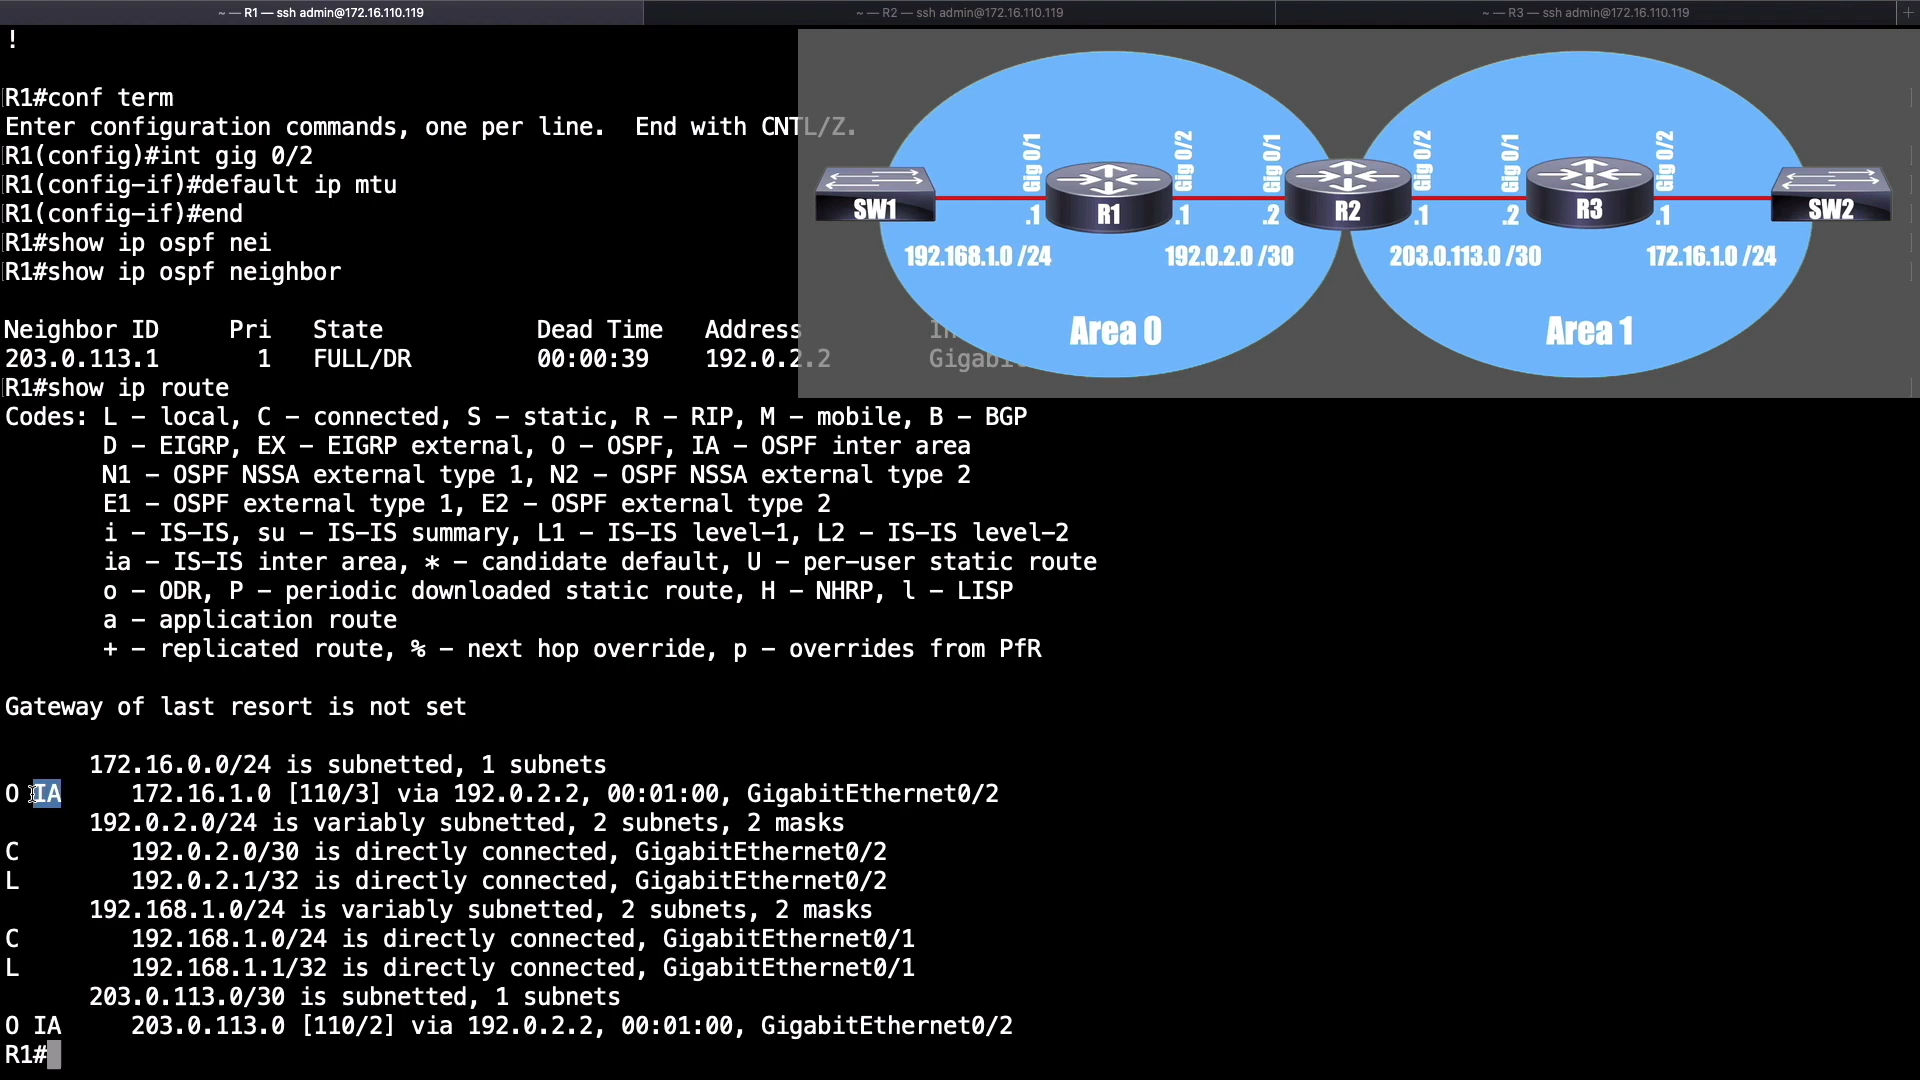 ~ — R1 — ssh admin@172.16.110.119
~ — R2 — ssh admin@172.16.110.119
~ — R3 — ssh admin@172.16.110.119
+
!
R1#conf term
Enter configuration commands, one per line.  End with CNTL/Z.
R1(config)#int gig 0/2
R1(config-if)#default ip mtu
R1(config-if)#end
R1#show ip ospf nei
R1#show ip ospf neighbor
Neighbor ID     Pri   State           Dead Time   Address
203.0.113.1       1   FULL/DR         00:00:39    192.0.2.2
R1#show ip route
Codes: L - local, C - connected, S - static, R - RIP, M - mobile, B - BGP
D - EIGRP, EX - EIGRP external, O - OSPF, IA - OSPF inter area
N1 - OSPF NSSA external type 1, N2 - OSPF NSSA external type 2
E1 - OSPF external type 1, E2 - OSPF external type 2
i - IS-IS, su - IS-IS summary, L1 - IS-IS level-1, L2 - IS-IS level-2
ia - IS-IS inter area, * - candidate default, U - per-user static route
o - ODR, P - periodic downloaded static route, H - NHRP, l - LISP
a - application route
+ - replicated route, % - next hop override, p - overrides from PfR
Gateway of last resort is not set
172.16.0.0/24 is subnetted, 1 subnets
O IA     172.16.1.0 [110/3] via 192.0.2.2, 00:01:00, GigabitEthernet0/2
192.0.2.0/24 is variably subnetted, 2 subnets, 2 masks
C        192.0.2.0/30 is directly connected, GigabitEthernet0/2
L        192.0.2.1/32 is directly connected, GigabitEthernet0/2
192.168.1.0/24 is variably subnetted, 2 subnets, 2 masks
C        192.168.1.0/24 is directly connected, GigabitEthernet0/1
L        192.168.1.1/32 is directly connected, GigabitEthernet0/1
203.0.113.0/30 is subnetted, 1 subnets
O IA     203.0.113.0 [110/2] via 192.0.2.2, 00:01:00, GigabitEthernet0/2
R1#
Gig 0/1
Gig 0/2
Gig 0/1
Gig 0/2
Gig 0/1
Gig 0/2
SW1
R1
R2
R3
SW2
.1
.1
.2
.1
.2
.1
192.168.1.0 /24
192.0.2.0 /30
203.0.113.0 /30
172.16.1.0 /24
Area 0
Area 1